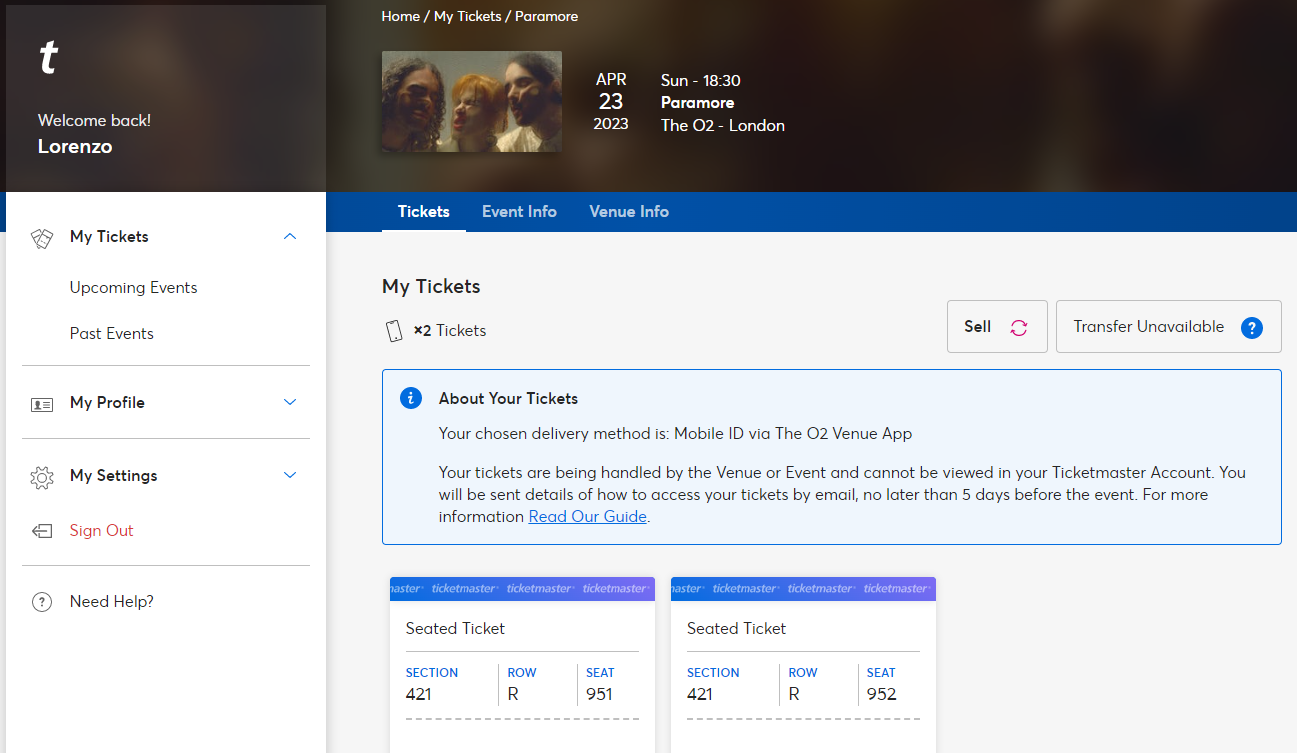 t
Welcome back!
Lorenzo
My Tickets
Upcoming Events
Past Events
My Profile
My Settings
Sign Out
? Need Help?
Home / My Tickets / Paramore
APR
23
2023
Sun - 18:30
Paramore
The O2 - London
Tickets Event Info Venue Info
My Tickets
×2 Tickets
Sell
Transfer Unavailable ?
i About Your Tickets
Your chosen delivery method is: Mobile ID via The O2 Venue App
Your tickets are being handled by the Venue or Event and cannot be viewed in your Ticketmaster Account. You
will be sent details of how to access your tickets by email, no later than 5 days before the event. For more
information Read Our Guide.
master® ticketmaster® ticketmaster® ticketmaster®
Seated Ticket
SECTION ROW SEAT
421 R 951
master® ticketmaster® ticketmaster® ticketmaster®
Seated Ticket
SECTION ROW SEAT
421 R 952